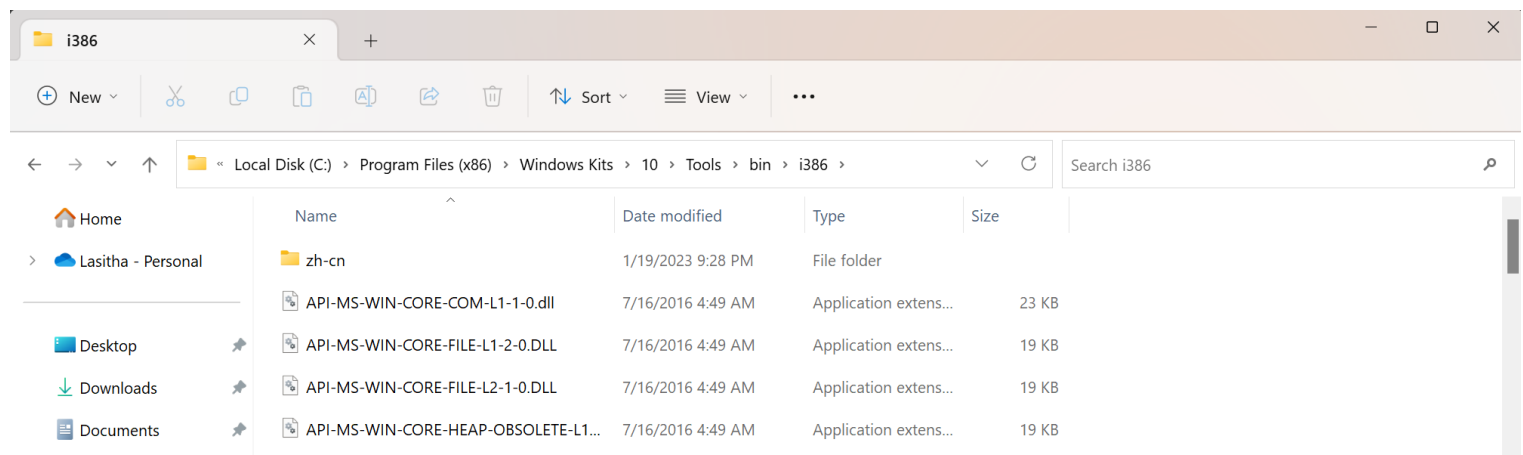 i386
New Sort View •••
« Local Disk (C:) > Program Files (x86) > Windows Kits > 10 > Tools > bin > i386 > Search i386
Home
Lasitha - Personal
Desktop
Downloads
Documents
Name Date modified Type Size
zh-cn 1/19/2023 9:28 PM File folder
API-MS-WIN-CORE-COM-L1-1-0.dll 7/16/2016 4:49 AM Application extens... 23 KB
API-MS-WIN-CORE-FILE-L1-2-0.DLL 7/16/2016 4:49 AM Application extens... 19 KB
API-MS-WIN-CORE-FILE-L2-1-0.DLL 7/16/2016 4:49 AM Application extens... 19 KB
API-MS-WIN-CORE-HEAP-OBSOLETE-L1... 7/16/2016 4:49 AM Application extens... 19 KB